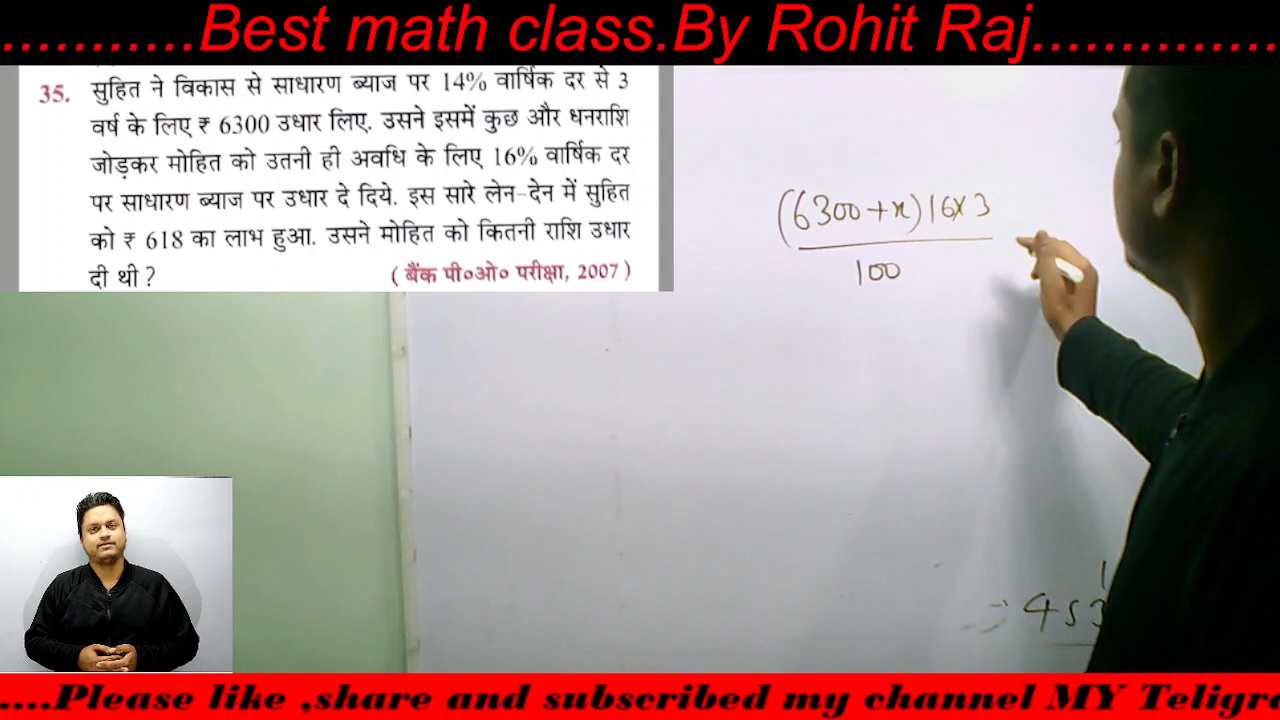 ...........Best math class.By Rohit Raj..............
35. सुहित ने विकास से साधारण ब्याज पर 14% वार्षिक दर से 3
वर्ष के लिए ₹ 6300 उधार लिए. उसने इसमें कुछ और धनराशि
जोड़कर मोहित को उतनी ही अवधि के लिए 16% वार्षिक दर
पर साधारण ब्याज पर उधार दे दिये. इस सारे लेन-देन में सुहित
को ₹ 618 का लाभ हुआ. उसने मोहित को कितनी राशि उधार
दी थी ?
( बैंक पी०ओ० परीक्षा, 2007 )
(6300+x)16×3
100
453
....Please like ,share and subscribed my channel MY Teligra